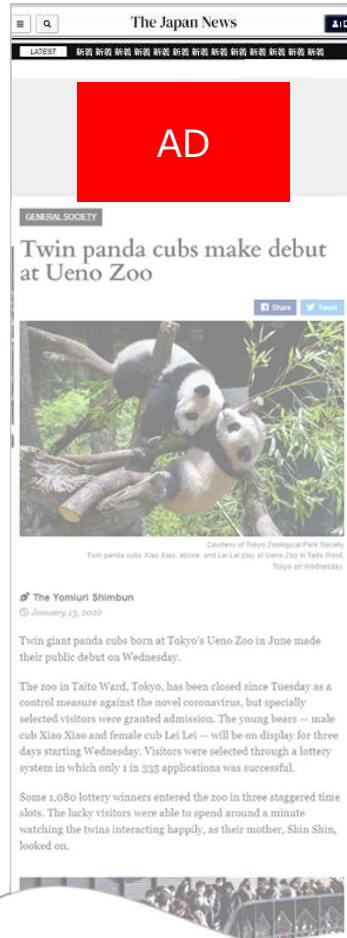 The Japan News
LATEST 新着 新着 新着 新着 新着 新着 新着 新着 新着 新着 新着 新着 新着
AD
GENERAL SOCIETY
Twin panda cubs make debut
at Ueno Zoo
Share Tweet
Courtesy of Tokyo Zoological Park Society
Twin panda cubs Xiao Xiao, above, and Lei Lei play at Ueno Zoo in Taito Ward,
Tokyo on Wednesday.
The Yomiuri Shimbun
January 13, 2022
Twin giant panda cubs born at Tokyo's Ueno Zoo in June made
their public debut on Wednesday.
The zoo in Taito Ward, Tokyo, has been closed since Tuesday as a
control measure against the novel coronavirus, but specially
selected visitors were granted admission. The young bears — male
cub Xiao Xiao and female cub Lei Lei — will be on display for three
days starting Wednesday. Visitors were selected through a lottery
system in which only 1 in 335 applications was successful.
Some 1,080 lottery winners entered the zoo in three staggered time
slots. The lucky visitors were able to spend around a minute
watching the twins interacting happily, as their mother, Shin Shin,
looked on.